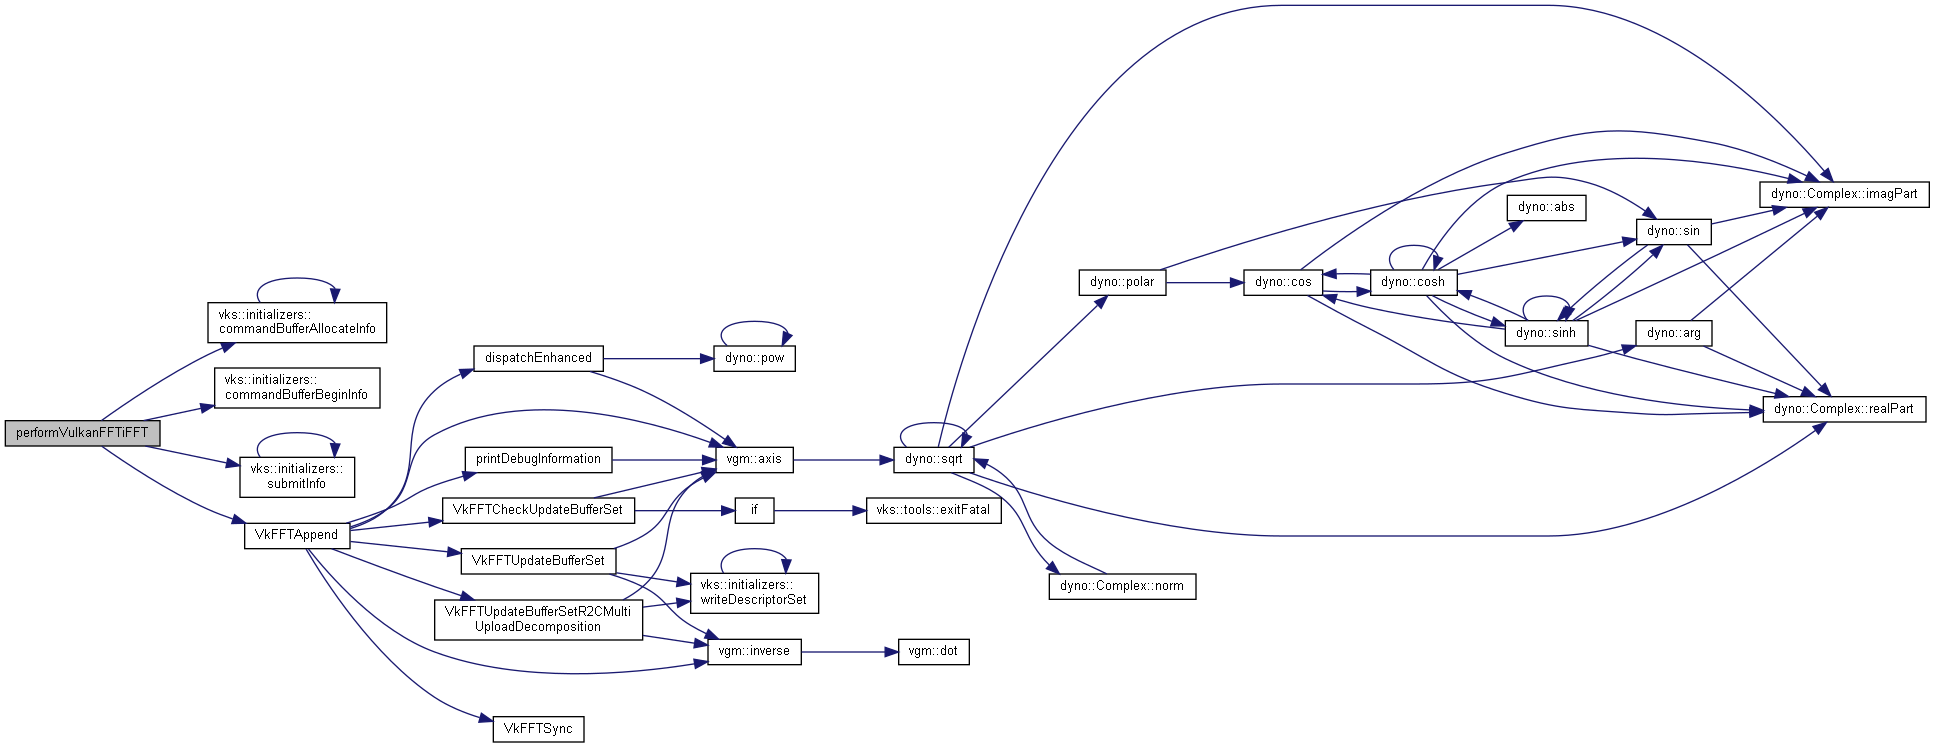 performVulkanFFTiFFT
vks::initializers::
commandBufferAllocateInfo
vks::initializers::
commandBufferBeginInfo
vks::initializers::
submitInfo
VkFFTAppend
dispatchEnhanced
printDebugInformation
VkFFTCheckUpdateBufferSet
VkFFTUpdateBufferSet
VkFFTUpdateBufferSetR2CMulti
UploadDecomposition
VkFFTSync
dyno::pow
vgm::axis
if
vks::initializers::
writeDescriptorSet
vgm::inverse
dyno::sqrt
vks::tools::exitFatal
vgm::dot
dyno::polar
dyno::Complex::norm
dyno::cos
dyno::cosh
dyno::abs
dyno::sinh
dyno::sin
dyno::arg
dyno::Complex::imagPart
dyno::Complex::realPart